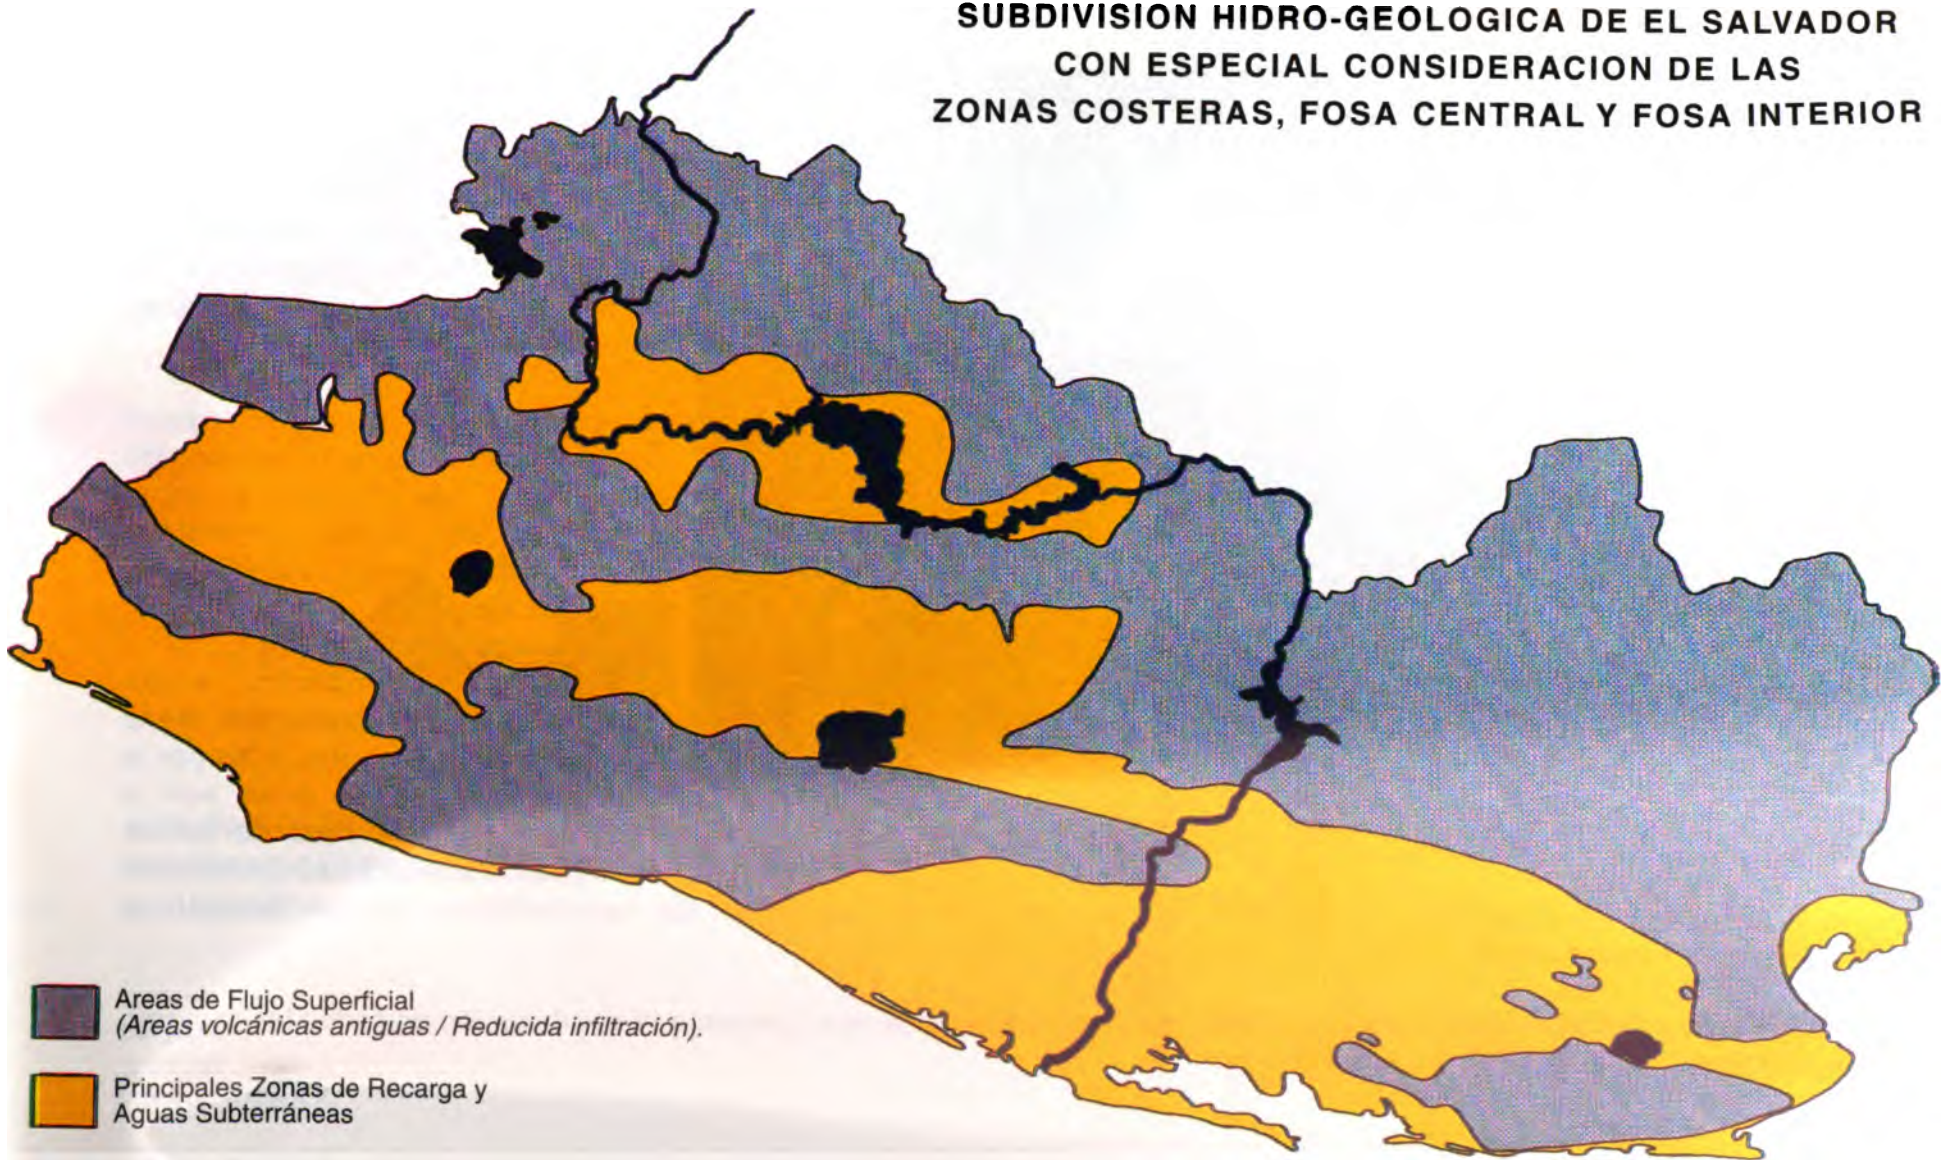 SUBDIVISION HIDRO-GEOLOGICA DE EL SALVADOR
CON ESPECIAL CONSIDERACION DE LAS
ZONAS COSTERAS, FOSA CENTRAL Y FOSA INTERIOR
Areas de Flujo Superficial
(Areas volcánicas antiguas / Reducida infiltración).
Principales Zonas de Recarga y
Aguas Subterráneas